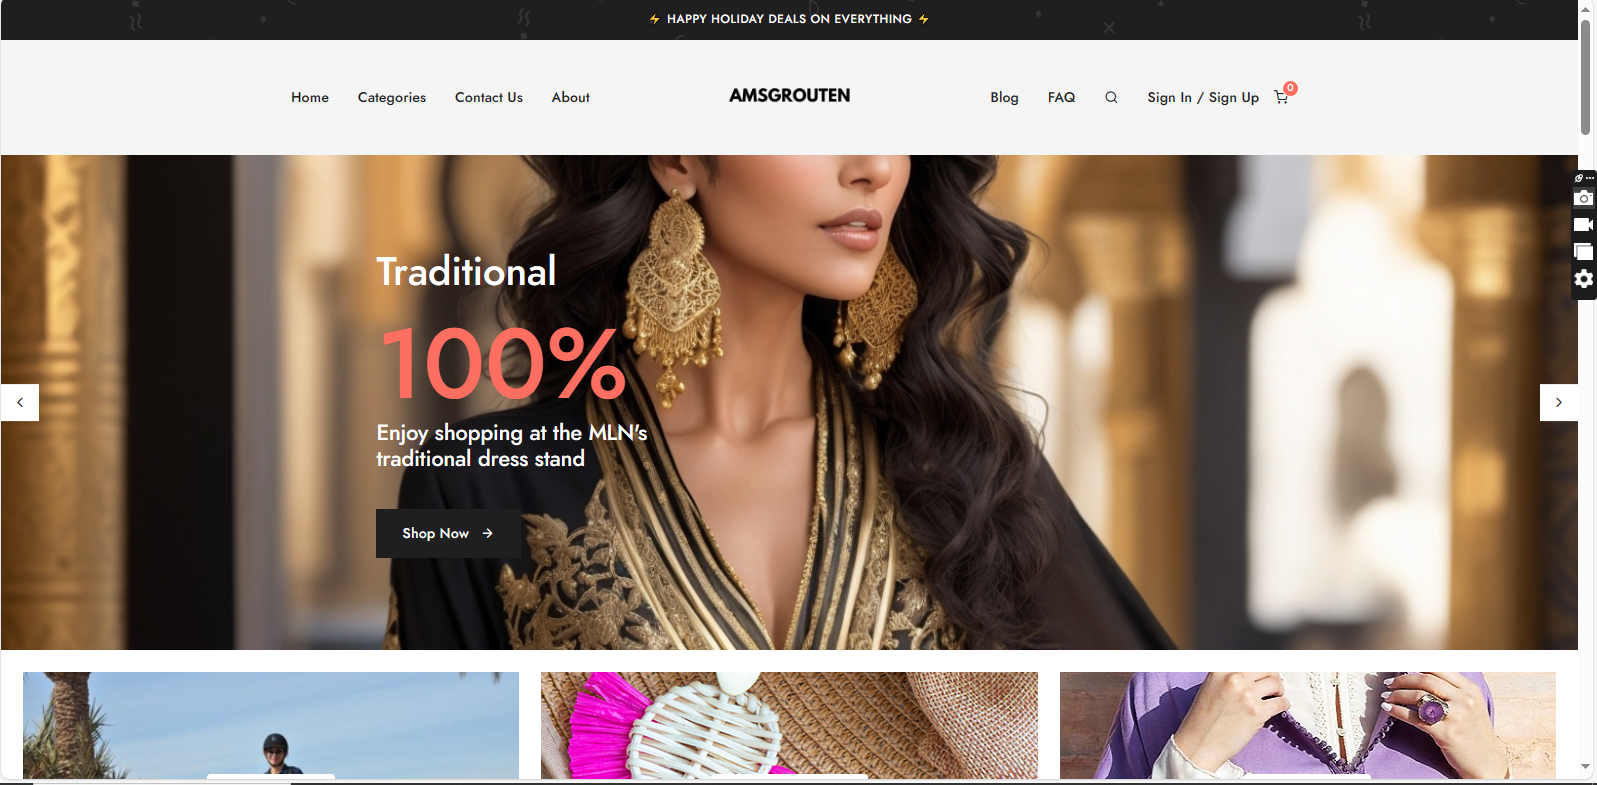 ⚡ HAPPY HOLIDAY DEALS ON EVERYTHING ⚡
Home Categories Contact Us About AMSGROUTEN Blog FAQ Sign In / Sign Up 0
Traditional
100%
Enjoy shopping at the MLN's
traditional dress stand
Shop Now →